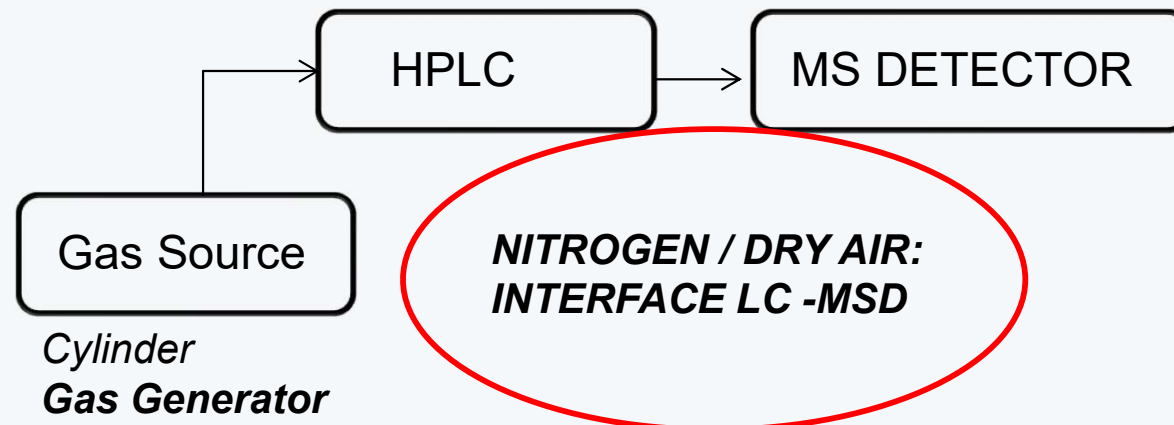 HPLC
MS DETECTOR
Gas Source
Cylinder
Gas Generator
NITROGEN / DRY AIR:
INTERFACE LC -MSD